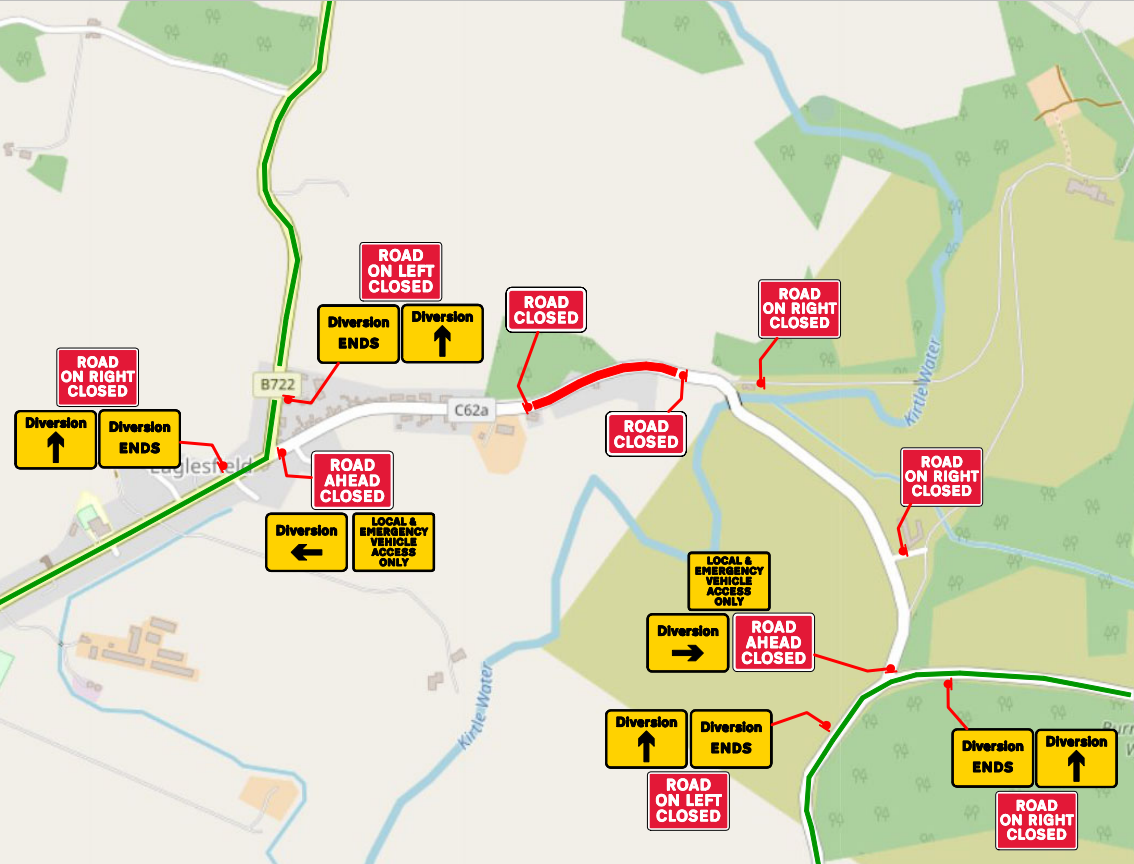 ROAD
ON LEFT
CLOSED
Diversion
ENDS
Diversion
ROAD
CLOSED
ROAD
ON RIGHT
CLOSED
ROAD
ON RIGHT
CLOSED
Diversion
Diversion
ENDS
B722
C62a
Kirtle Water
ROAD
CLOSED
Eaglesfield
ROAD
AHEAD
CLOSED
Diversion
LOCAL &
EMERGENCY
VEHICLE
ACCESS
ONLY
ROAD
ON RIGHT
CLOSED
LOCAL &
EMERGENCY
VEHICLE
ACCESS
ONLY
Diversion
ROAD
AHEAD
CLOSED
Kirtle Water
Diversion
Diversion
ENDS
ROAD
ON LEFT
CLOSED
Diversion
ENDS
Diversion
ROAD
ON RIGHT
CLOSED